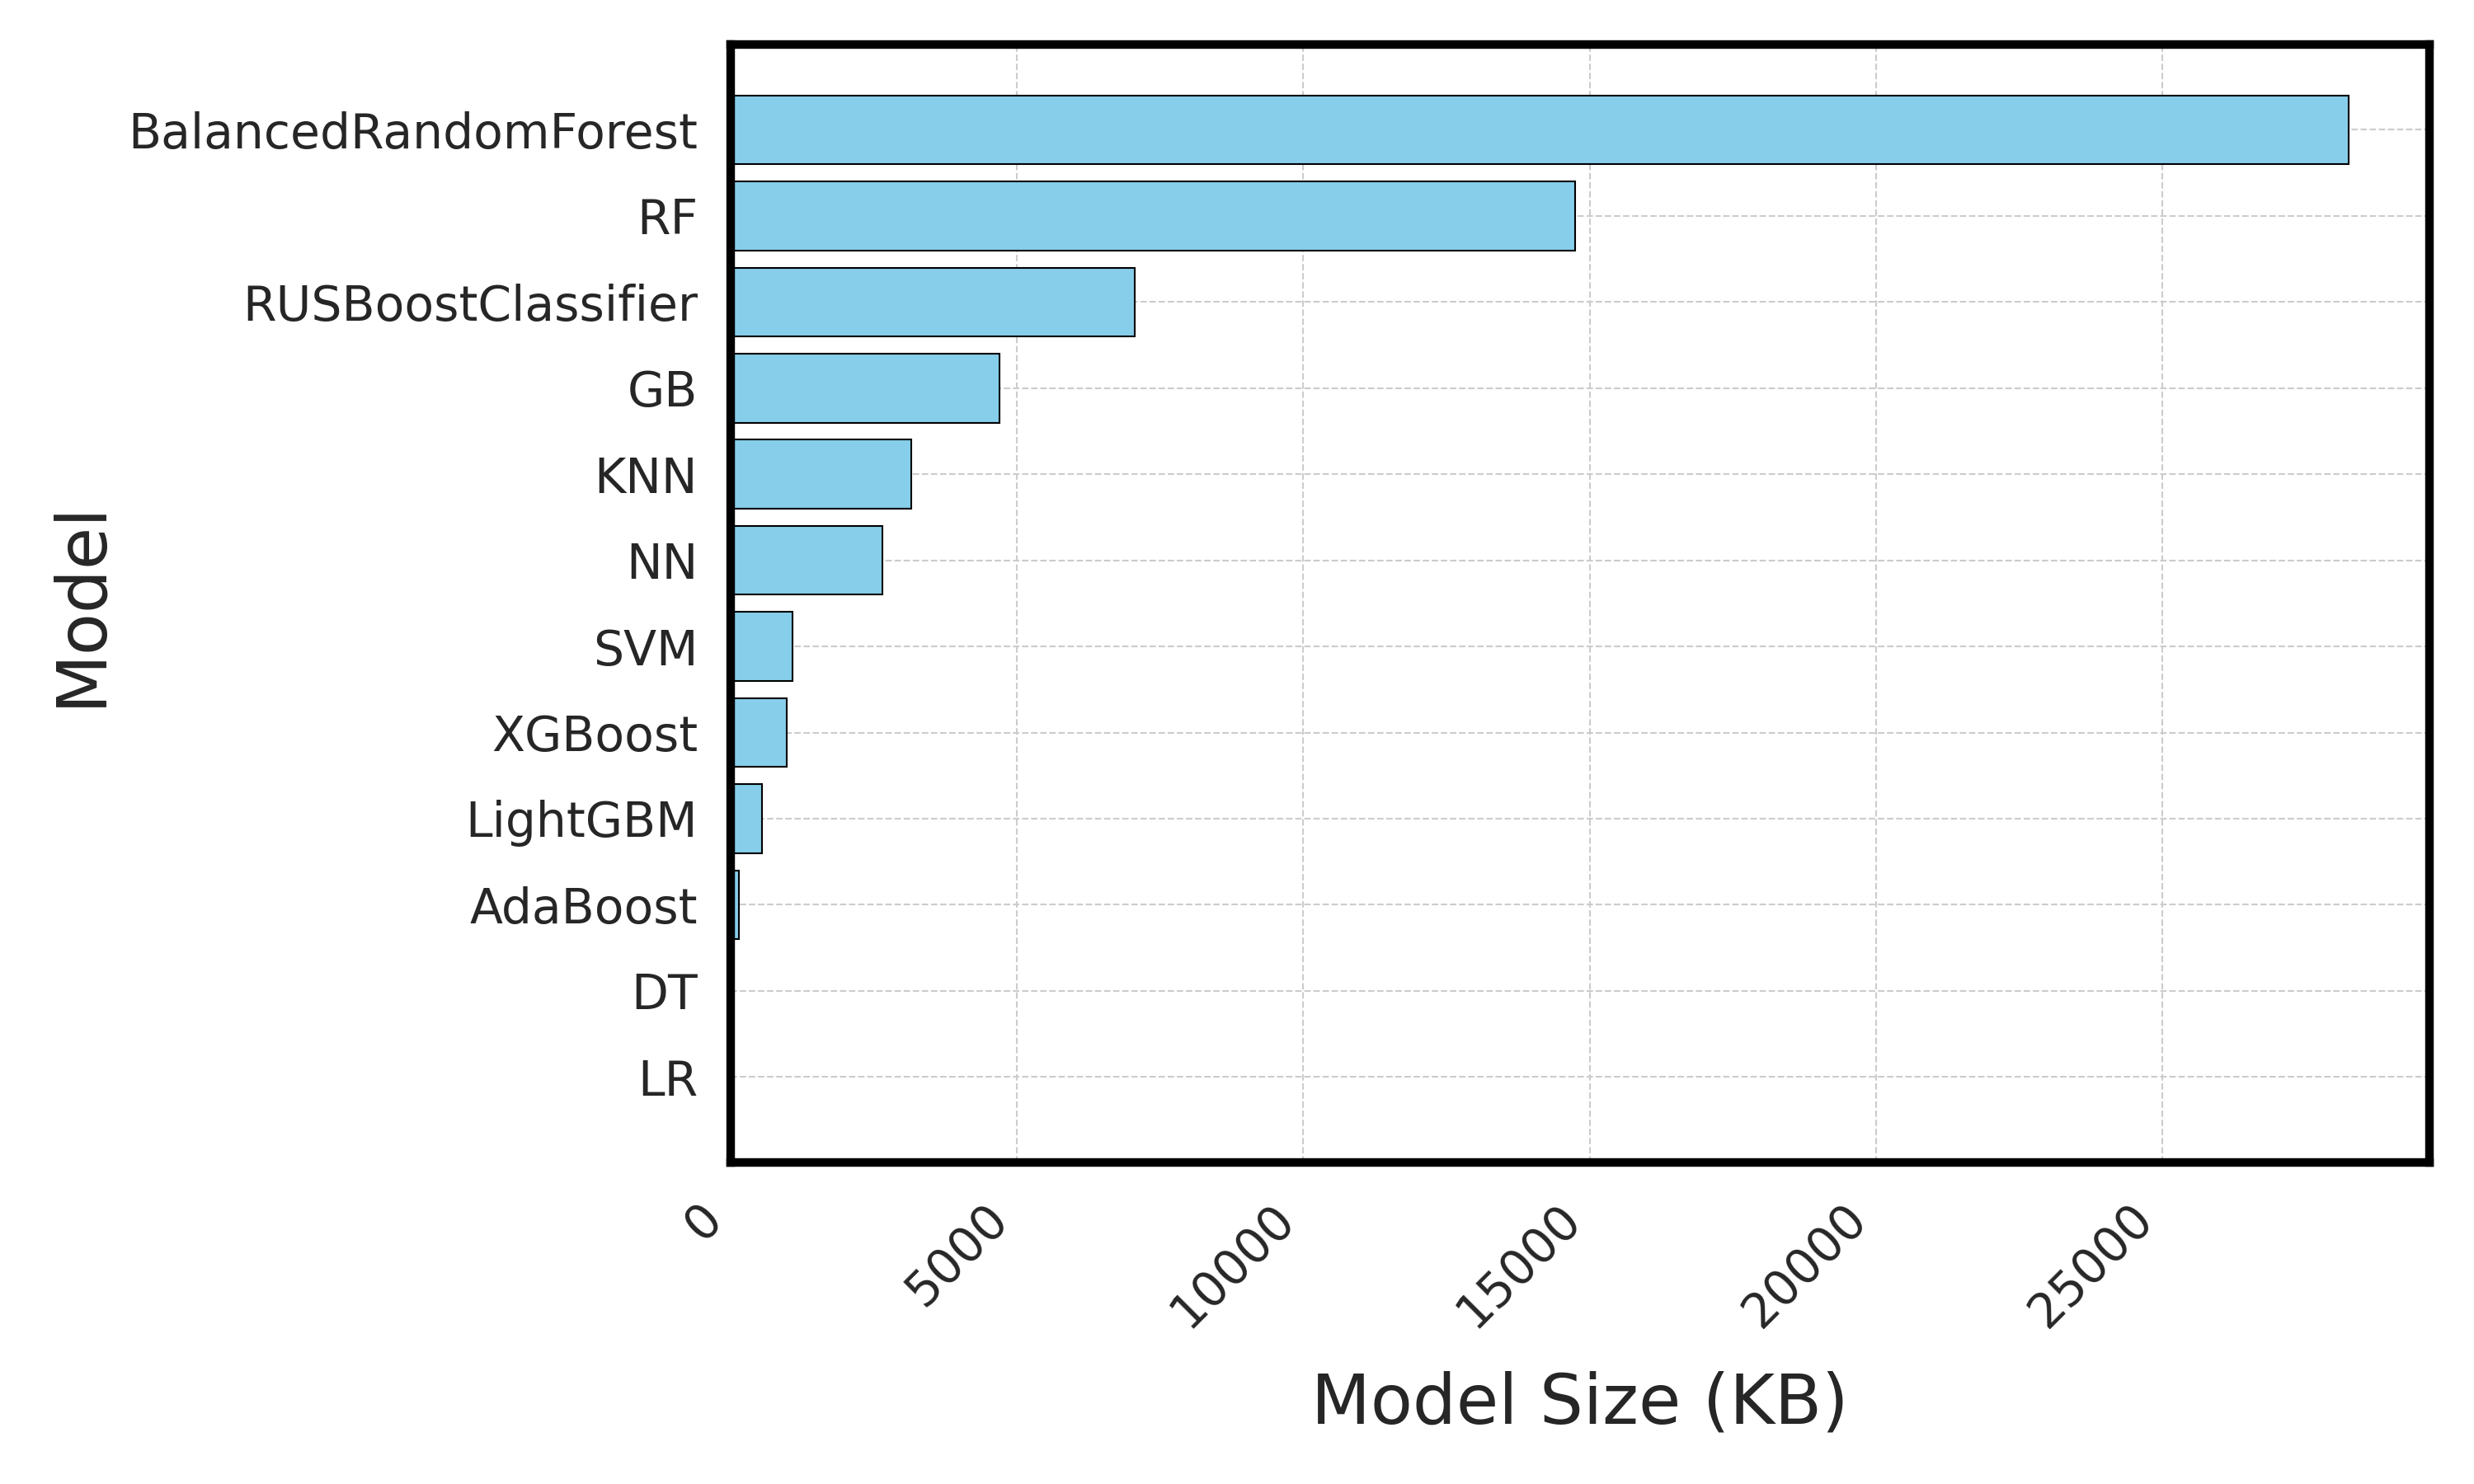 BalancedRandomForest
RF
RUSBoostClassifier
GB
KNN
NN
SVM
XGBoost
LightGBM
AdaBoost
DT
LR
Model
0
5000
10000
15000
20000
25000
Model Size (KB)